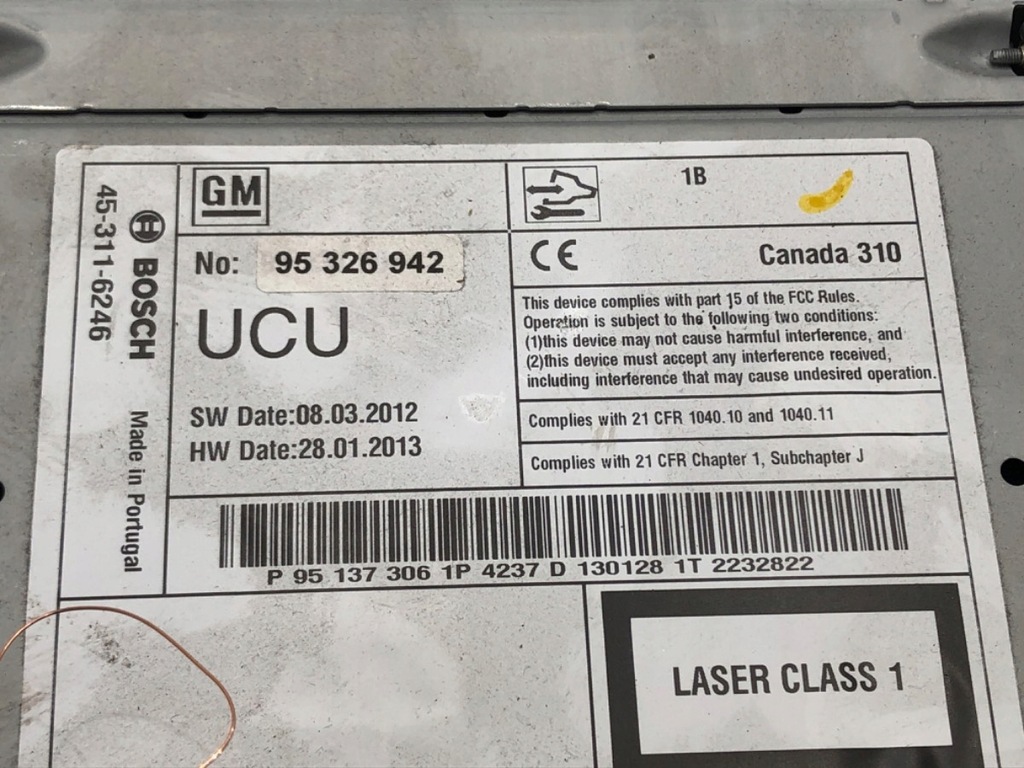 GM
1B
No: 95 326 942
UCU
SW Date:08.03.2012
HW Date:28.01.2013
CE
Canada 310
This device complies with part 15 of the FCC Rules.
Operation is subject to the following two conditions:
(1)this device may not cause harmful interference, and
(2)this device must accept any interference received,
including interference that may cause undesired operation.
Complies with 21 CFR 1040.10 and 1040.11
Complies with 21 CFR Chapter 1, Subchapter J
P 95 137 306 1P 4237 D 130128 1T 2232822
LASER CLASS 1
BOSCH Made in Portugal
45-311-6246